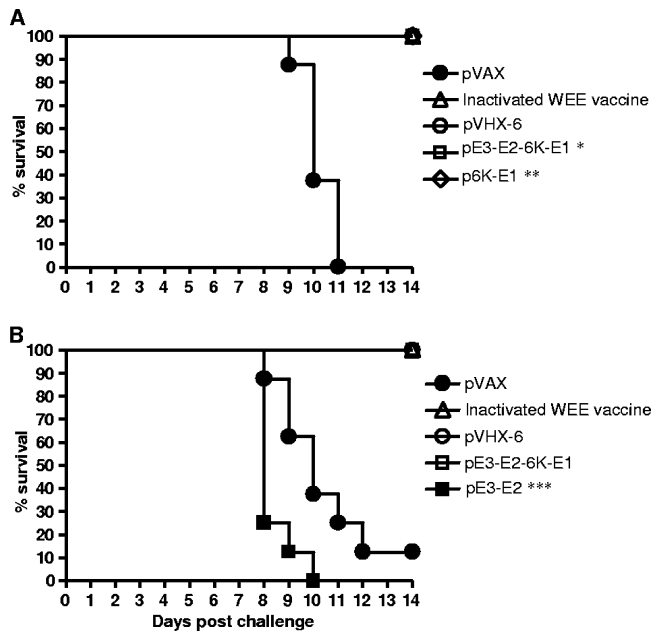 A
100
90
80
70
60
50
40
30
20
10
0
% survival
0 1 2 3 4 5 6 7 8 9 10 11 12 13 14
pVAX
Inactivated WEE vaccine
pVHX-6
pE3-E2-6K-E1 *
p6K-E1 **
B
100
90
80
70
60
50
40
30
20
10
0
% survival
0 1 2 3 4 5 6 7 8 9 10 11 12 13 14
Days post challenge
pVAX
Inactivated WEE vaccine
pVHX-6
pE3-E2-6K-E1
pE3-E2 ***